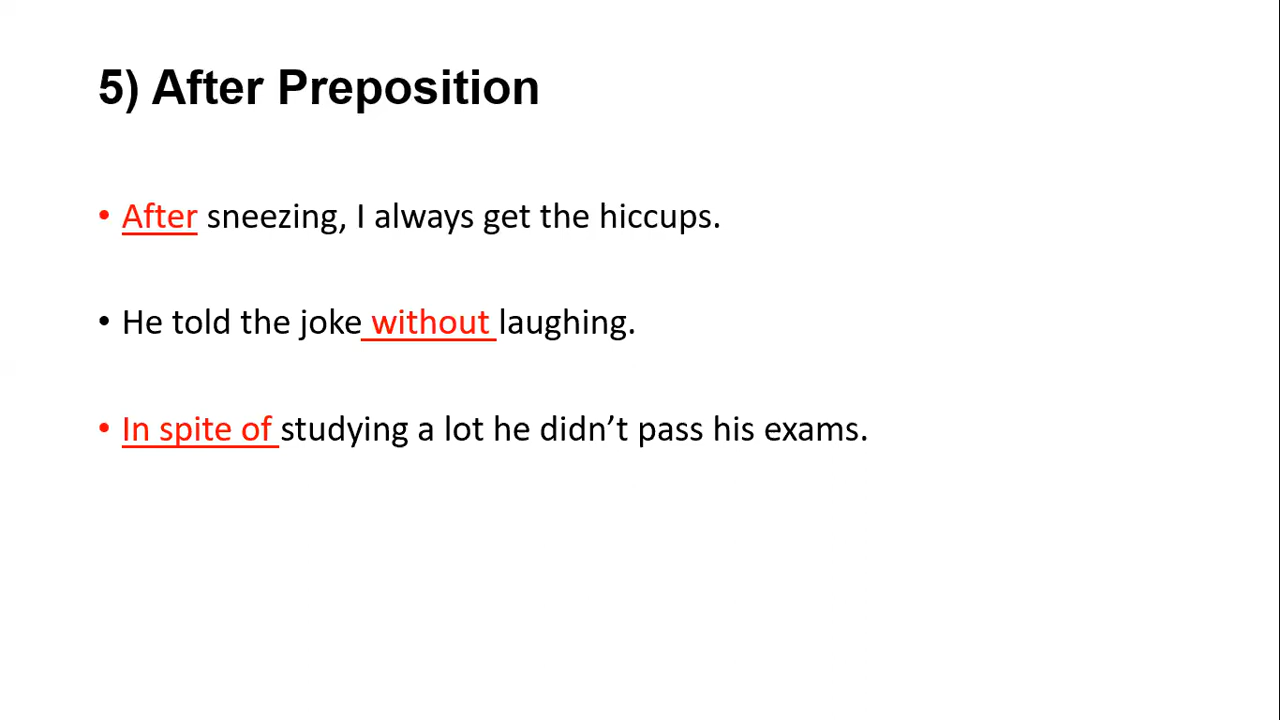 5) After Preposition
• After sneezing, I always get the hiccups.
• He told the joke without laughing.
• In spite of studying a lot he didn’t pass his exams.